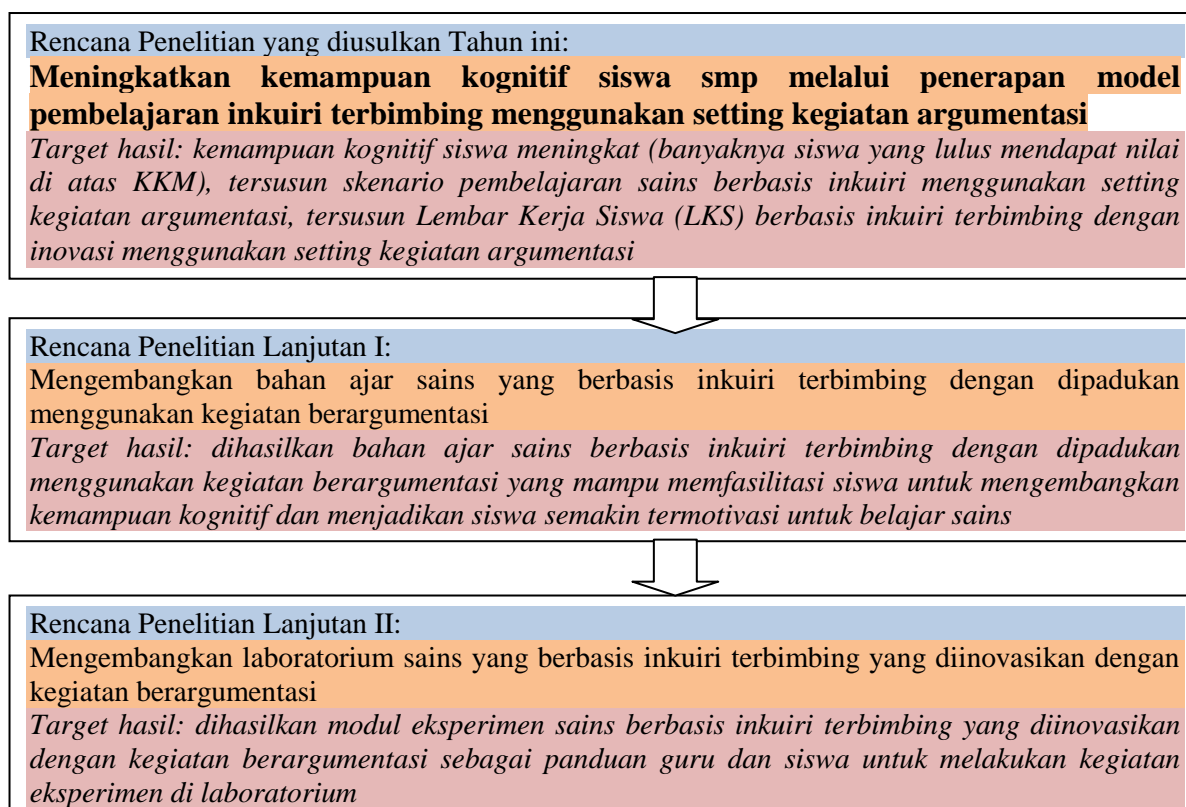 Rencana Penelitian yang diusulkan Tahun ini:
Meningkatkan kemampuan kognitif siswa smp melalui penerapan model
pembelajaran inkuiri terbimbing menggunakan setting kegiatan argumentasi
Target hasil: kemampuan kognitif siswa meningkat (banyaknya siswa yang lulus mendapat nilai
di atas KKM), tersusun skenario pembelajaran sains berbasis inkuiri menggunakan setting
kegiatan argumentasi, tersusun Lembar Kerja Siswa (LKS) berbasis inkuiri terbimbing dengan
inovasi menggunakan setting kegiatan argumentasi
Rencana Penelitian Lanjutan I:
Mengembangkan bahan ajar sains yang berbasis inkuiri terbimbing dengan dipadukan
menggunakan kegiatan berargumentasi
Target hasil: dihasilkan bahan ajar sains berbasis inkuiri terbimbing dengan dipadukan
menggunakan kegiatan berargumentasi yang mampu memfasilitasi siswa untuk mengembangkan
kemampuan kognitif dan menjadikan siswa semakin termotivasi untuk belajar sains
Rencana Penelitian Lanjutan II:
Mengembangkan laboratorium sains yang berbasis inkuiri terbimbing yang diinovasikan dengan
kegiatan berargumentasi
Target hasil: dihasilkan modul eksperimen sains berbasis inkuiri terbimbing yang diinovasikan
dengan kegiatan berargumentasi sebagai panduan guru dan siswa untuk melakukan kegiatan
eksperimen di laboratorium